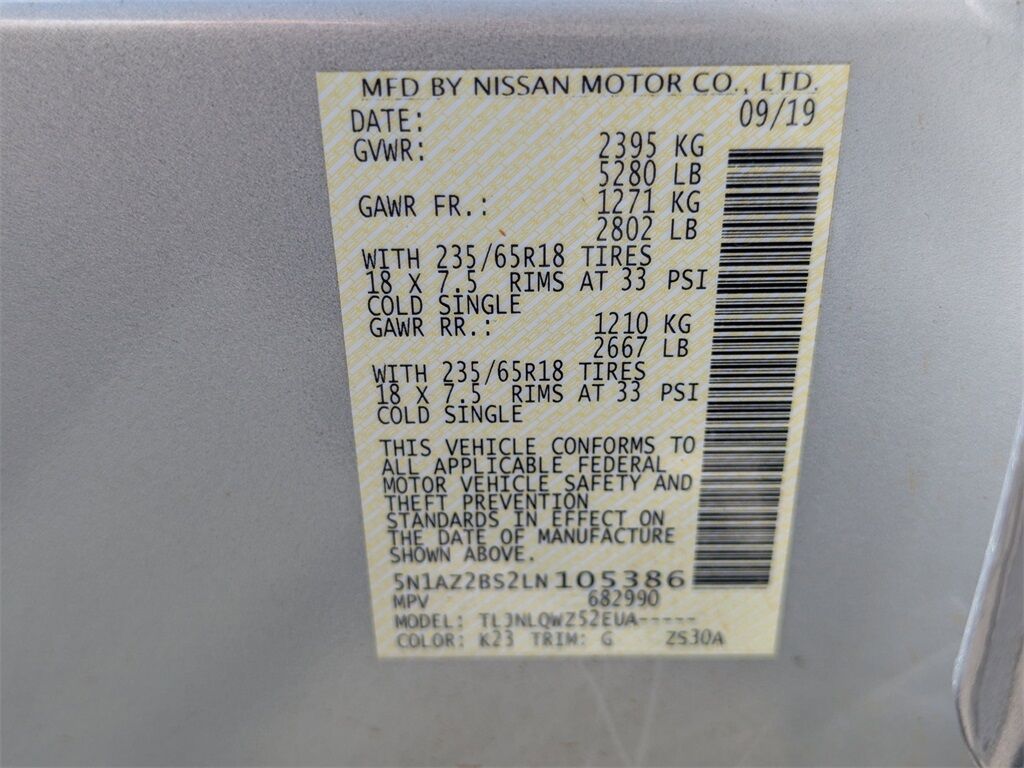 MFD BY NISSAN MOTOR CO., LTD.
DATE: 09/19
GVWR: 2395 KG
5280 LB
GAWR FR.: 1271 KG
2802 LB
WITH 235/65R18 TIRES
18 X 7.5 RIMS AT 33 PSI
COLD SINGLE
GAWR RR.: 1210 KG
2667 LB
WITH 235/65R18 TIRES
18 X 7.5 RIMS AT 33 PSI
COLD SINGLE
THIS VEHICLE CONFORMS TO
ALL APPLICABLE FEDERAL
MOTOR VEHICLE SAFETY AND
THEFT PREVENTION
STANDARDS IN EFFECT ON
THE DATE OF MANUFACTURE
SHOWN ABOVE.
5N1AZ2BS2LN105386
MPV 682990
MODEL: TLJNLQWZ52EUA-----
COLOR: K23 TRIM: G ZS30A